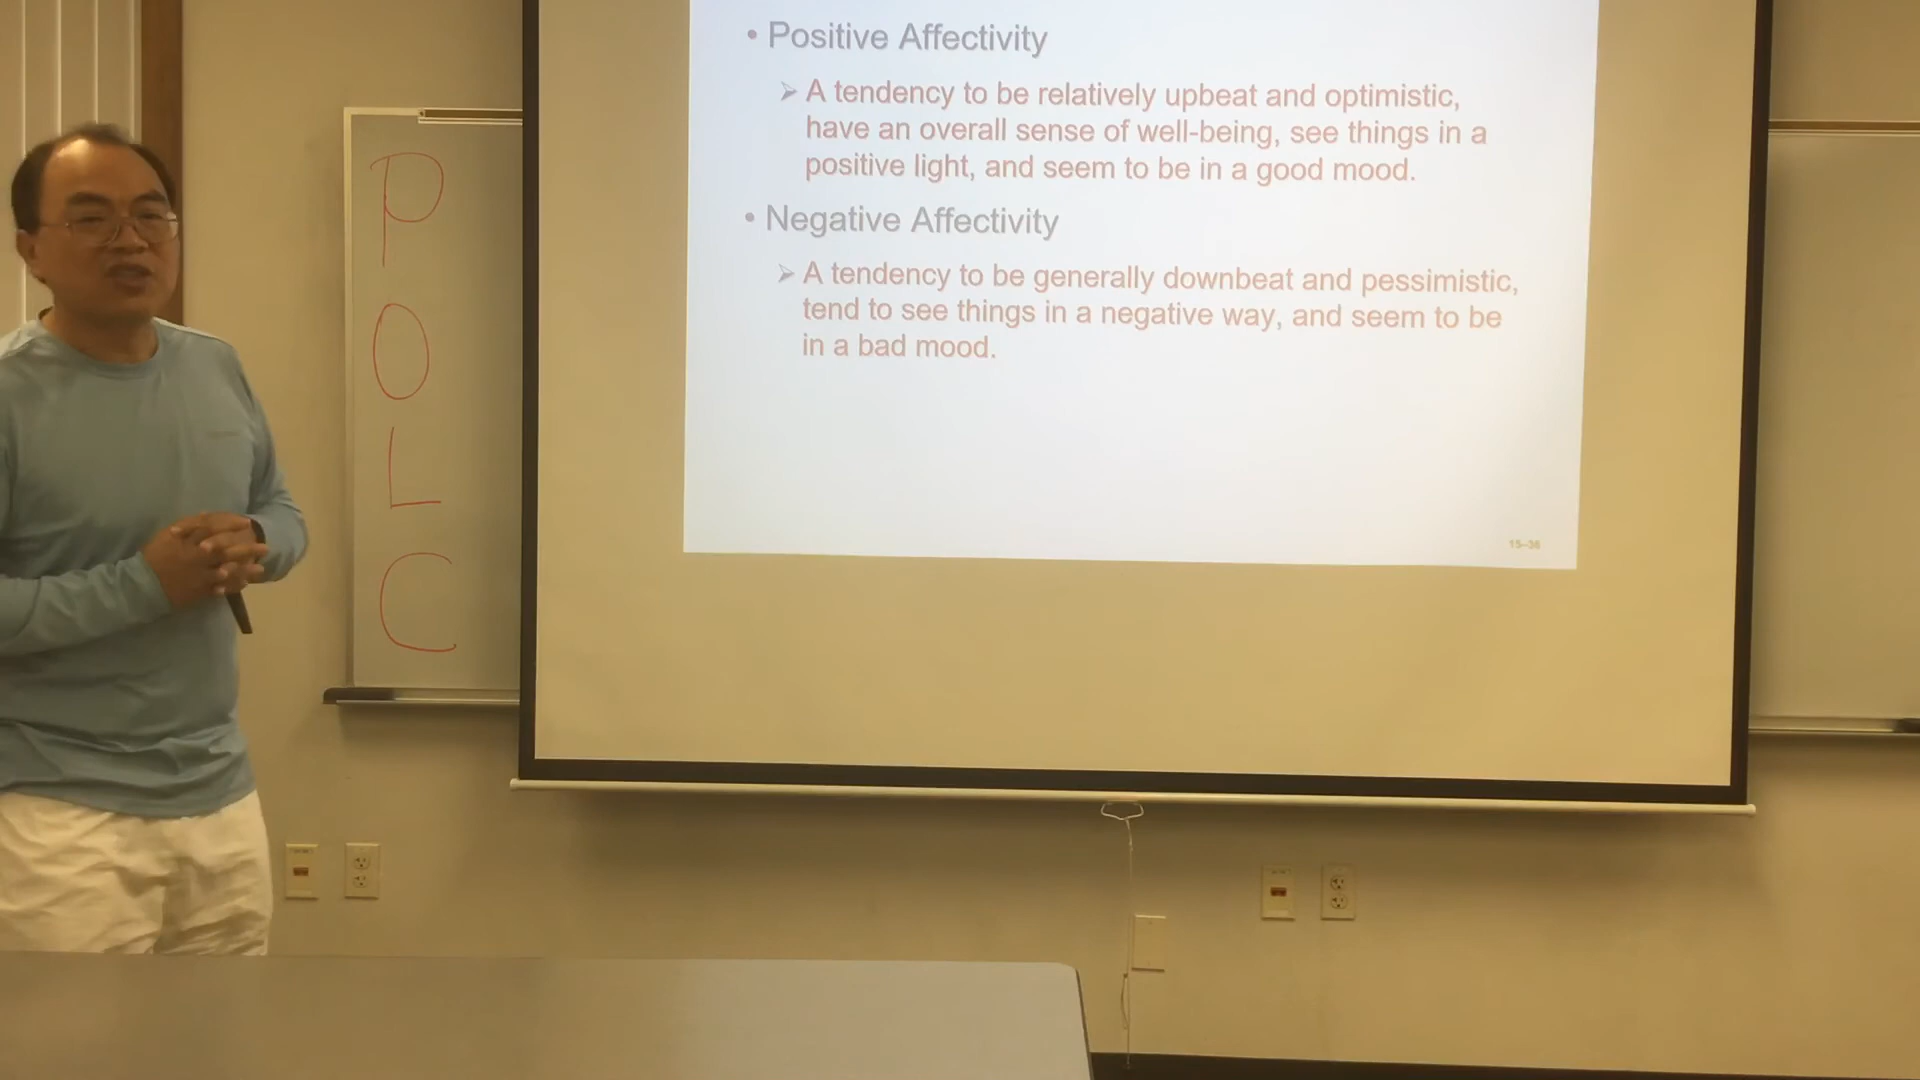 P
O
L
C
• Positive Affectivity
➢ A tendency to be relatively upbeat and optimistic,
have an overall sense of well-being, see things in a
positive light, and seem to be in a good mood.
• Negative Affectivity
➢ A tendency to be generally downbeat and pessimistic,
tend to see things in a negative way, and seem to be
in a bad mood.
15–36